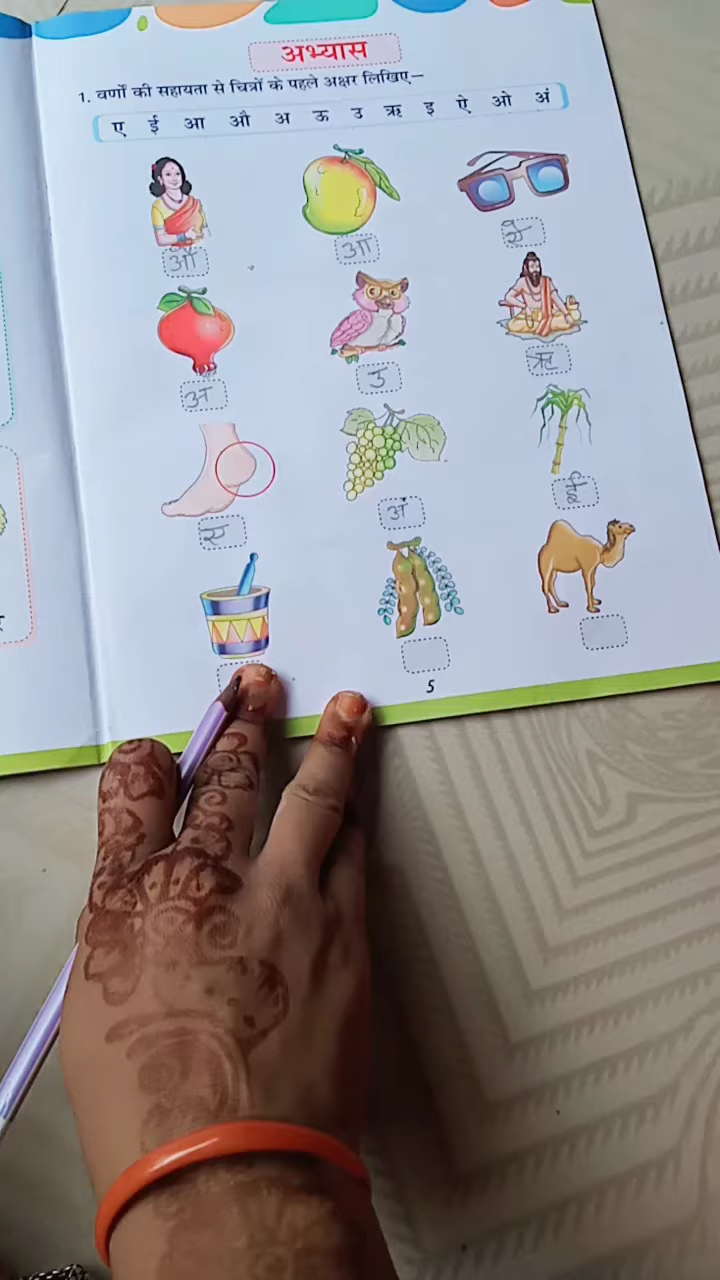 अभ्यास
1. वर्णों की सहायता से चित्रों के पहले अक्षर लिखिए—
ए ई आ औ अ ऊ उ ऋ इ ऐ ओ अं
औ आ ऐ
अ उ ऋ
ए अं ई
5